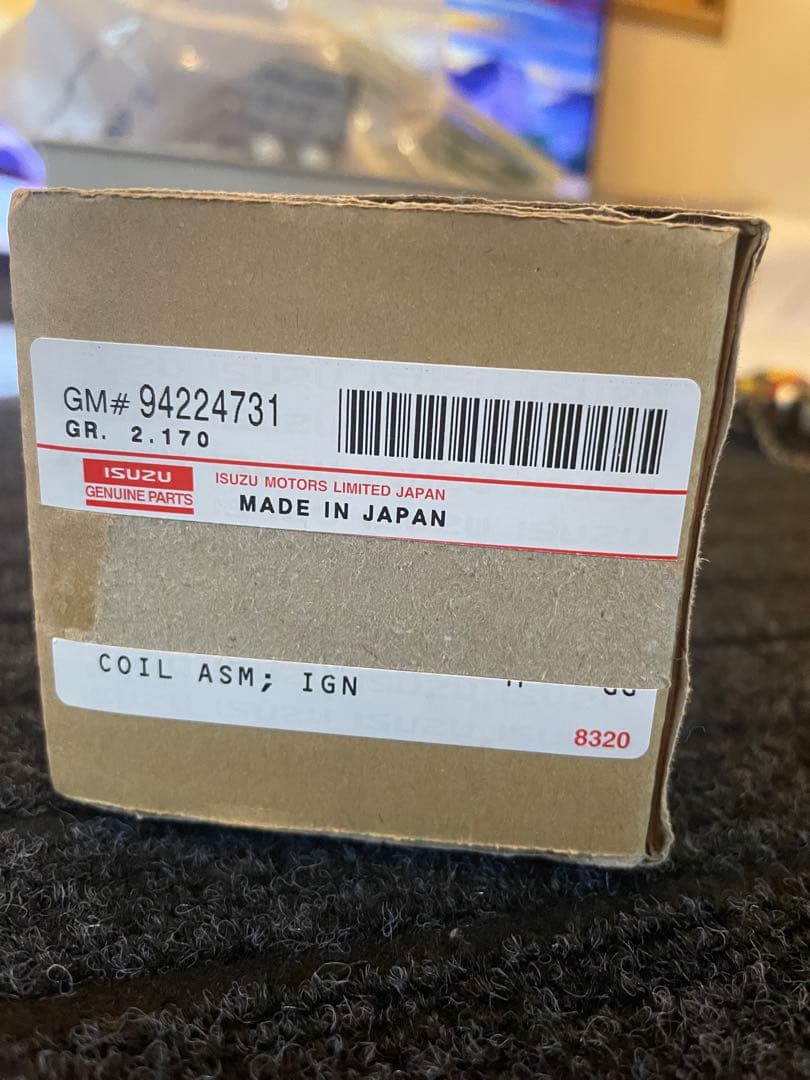 GM# 94224731
GR. 2.170
ISUZU
GENUINE PARTS
ISUZU MOTORS LIMITED JAPAN
MADE IN JAPAN
COIL ASM; IGN
8320